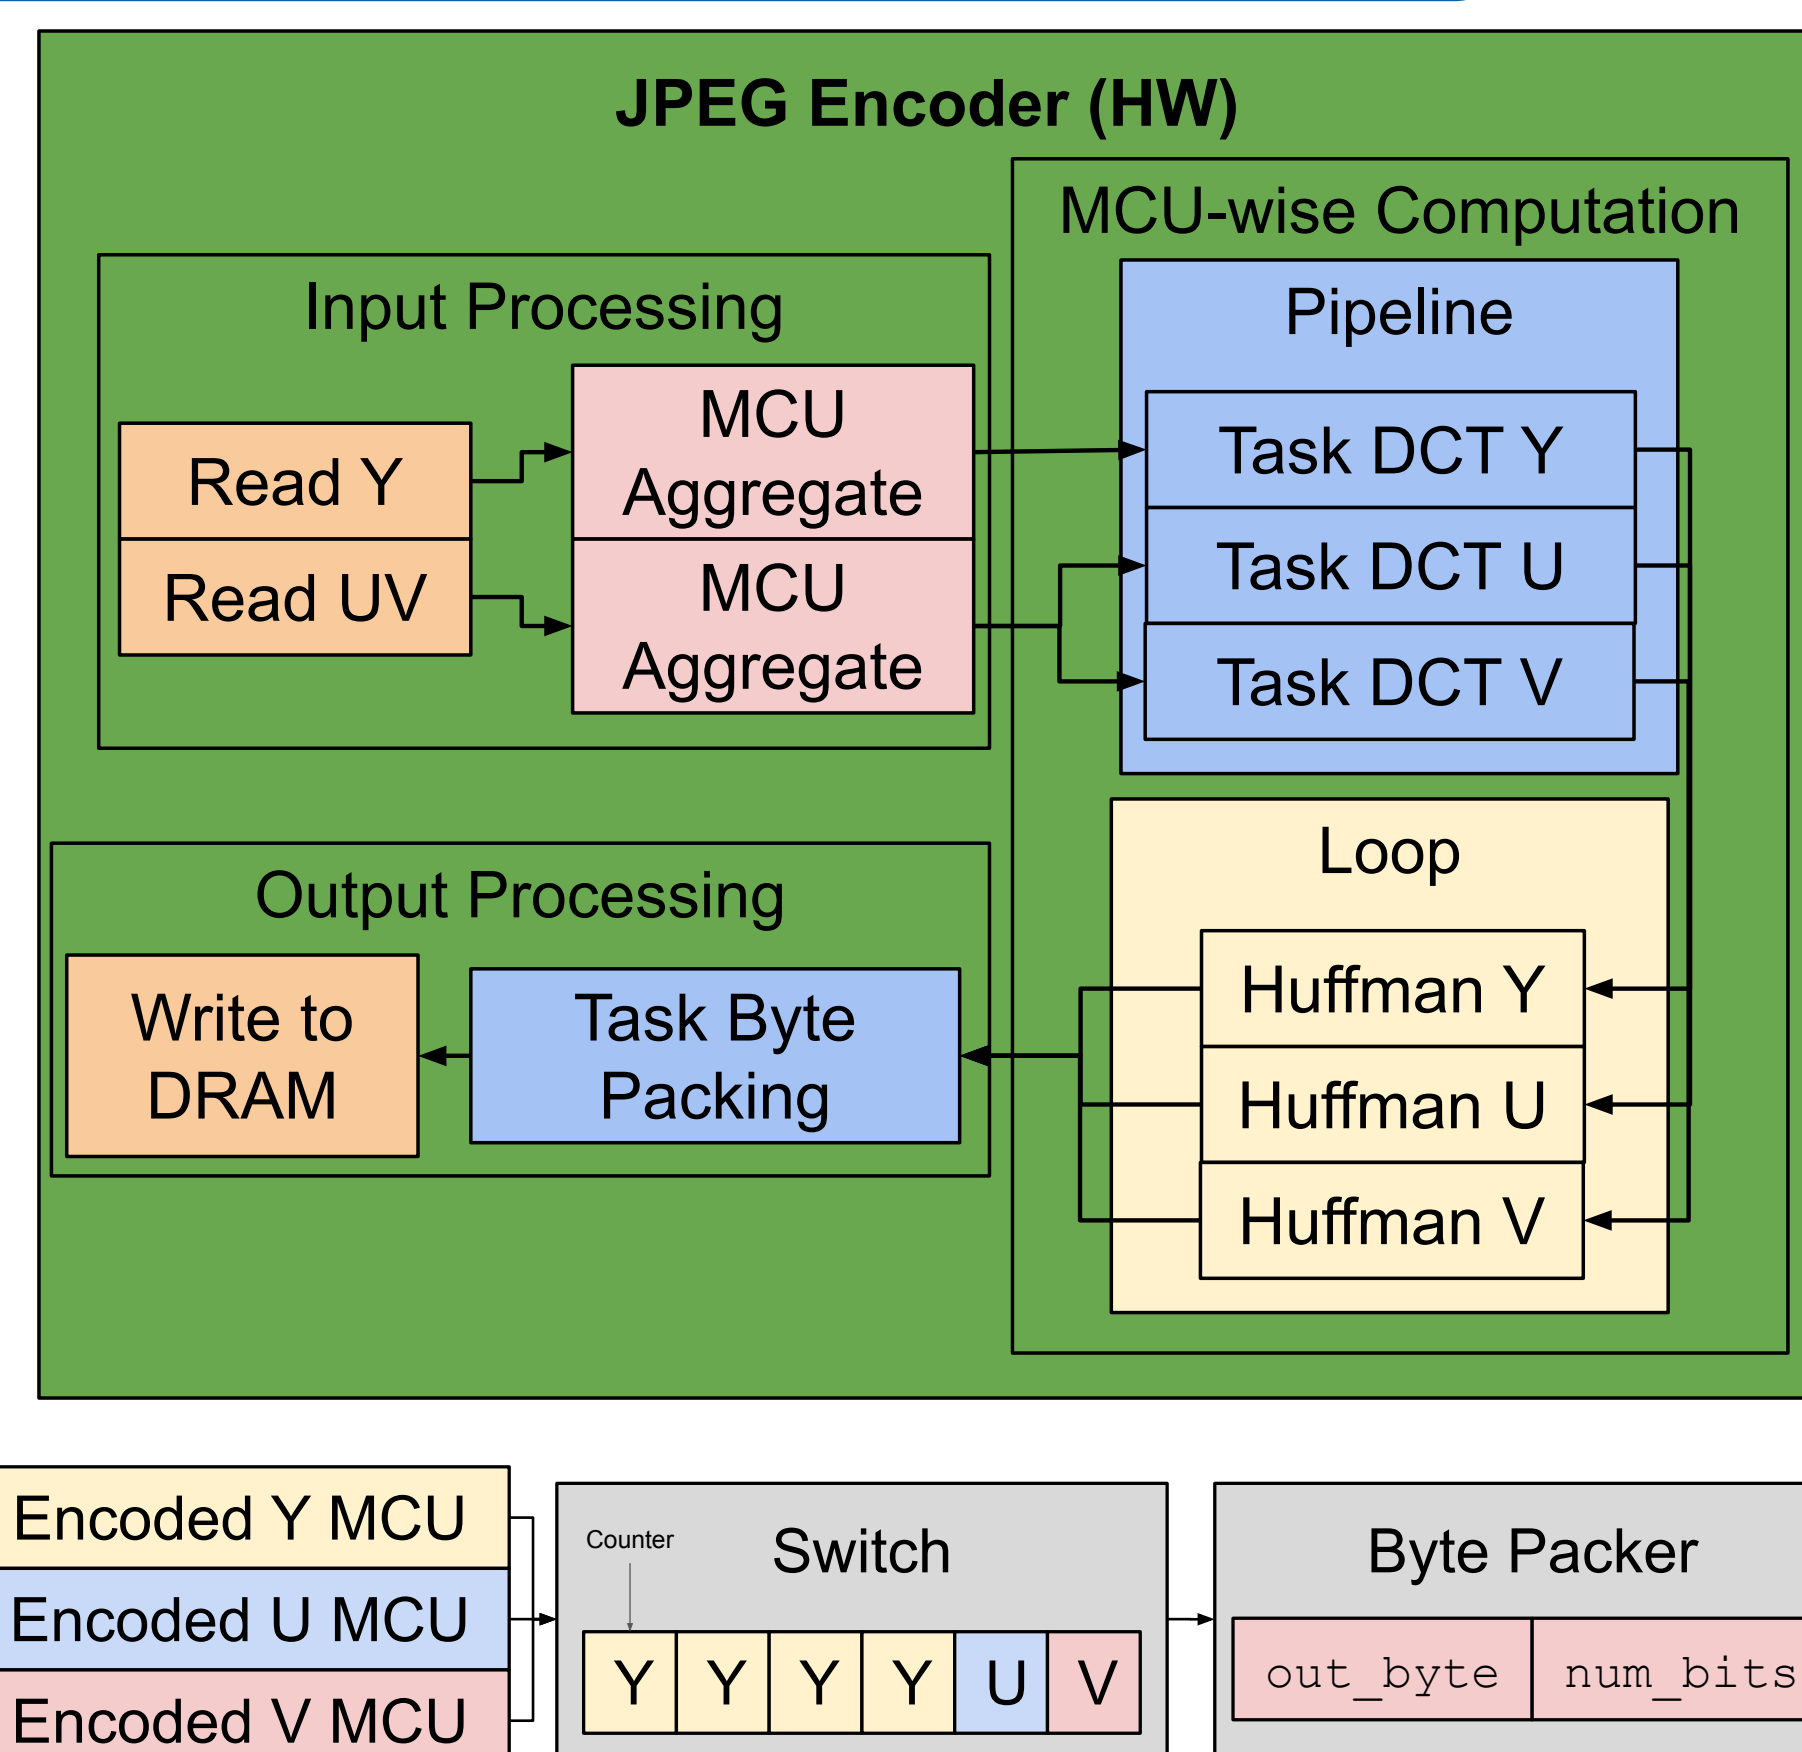 JPEG Encoder (HW)
MCU-wise Computation
Input Processing
Pipeline
Read Y
Read UV
MCU
Aggregate
MCU
Aggregate
Task DCT Y
Task DCT U
Task DCT V
Loop
Huffman Y
Huffman U
Huffman V
Output Processing
Write to
DRAM
Task Byte
Packing
Encoded Y MCU
Encoded U MCU
Encoded V MCU
Counter
Switch
Y Y Y Y U V
Byte Packer
out_byte
num_bits